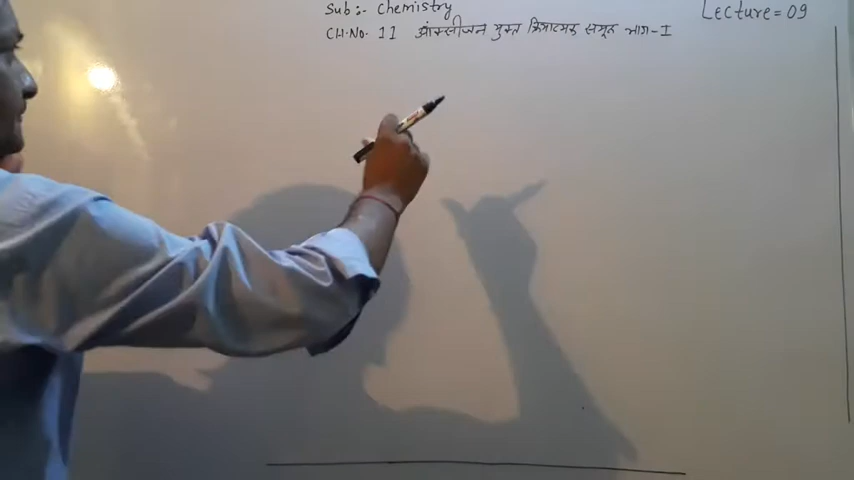 Sub:- Chemistry
Lecture = 09
CH.No. 11 ऑक्सीजन युक्त क्रियात्मक समूह भाग-I